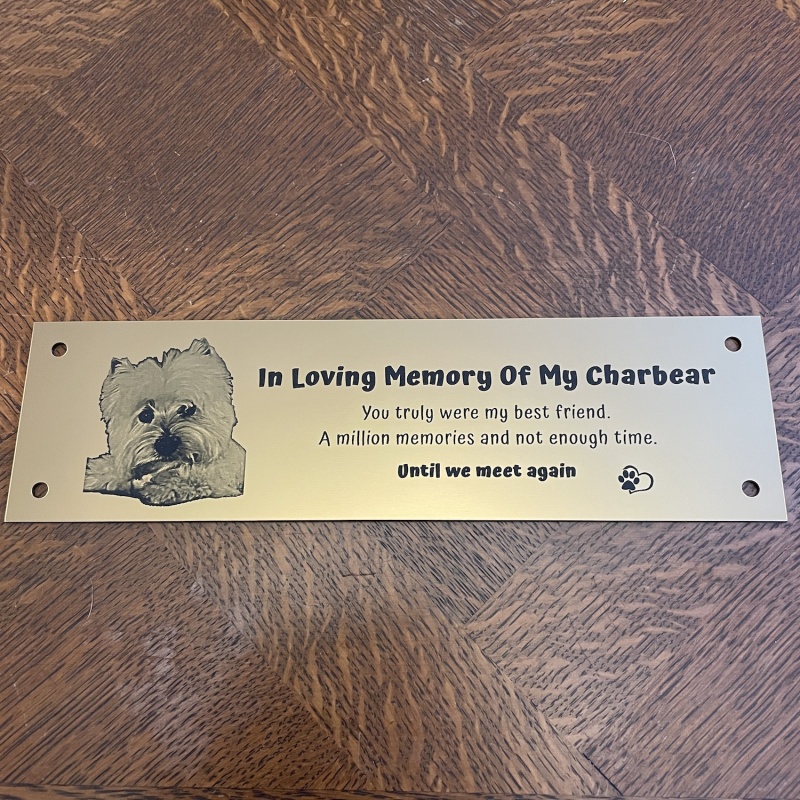 In Loving Memory Of My Charbear
You truly were my best friend.
A million memories and not enough time.
Until we meet again